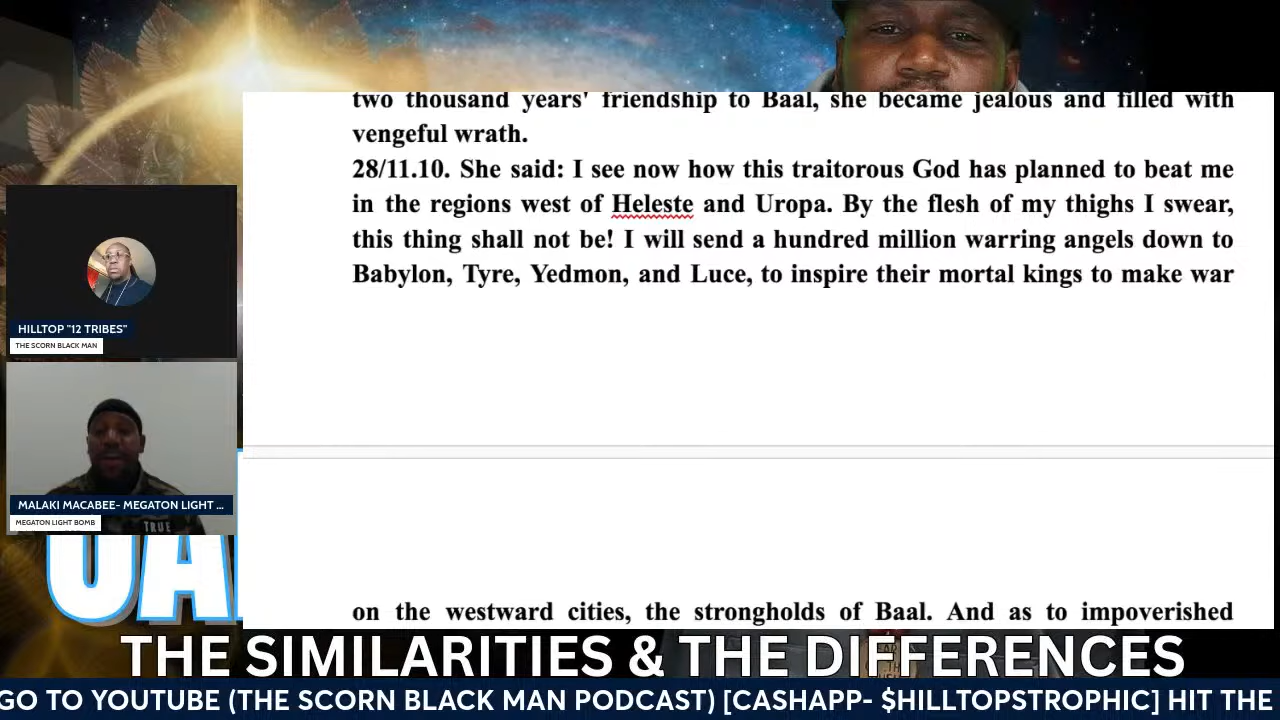 two thousand years' friendship to Baal, she became jealous and filled with
vengeful wrath.
28/11.10. She said: I see now how this traitorous God has planned to beat me
in the regions west of Heleste and Uropa. By the flesh of my thighs I swear,
this thing shall not be! I will send a hundred million warring angels down to
Babylon, Tyre, Yedmon, and Luce, to inspire their mortal kings to make war
on the westward cities, the strongholds of Baal. And as to impoverished
HILLTOP "12 TRIBES"
THE SCORN BLACK MAN
MALAKI MACABEE- MEGATON LIGHT ...
MEGATON LIGHT BOMB
TRUE
THE SIMILARITIES & THE DIFFERENCES
GO TO YOUTUBE (THE SCORN BLACK MAN PODCAST) [CASHAPP- $HILLTOPSTROPHIC] HIT THE